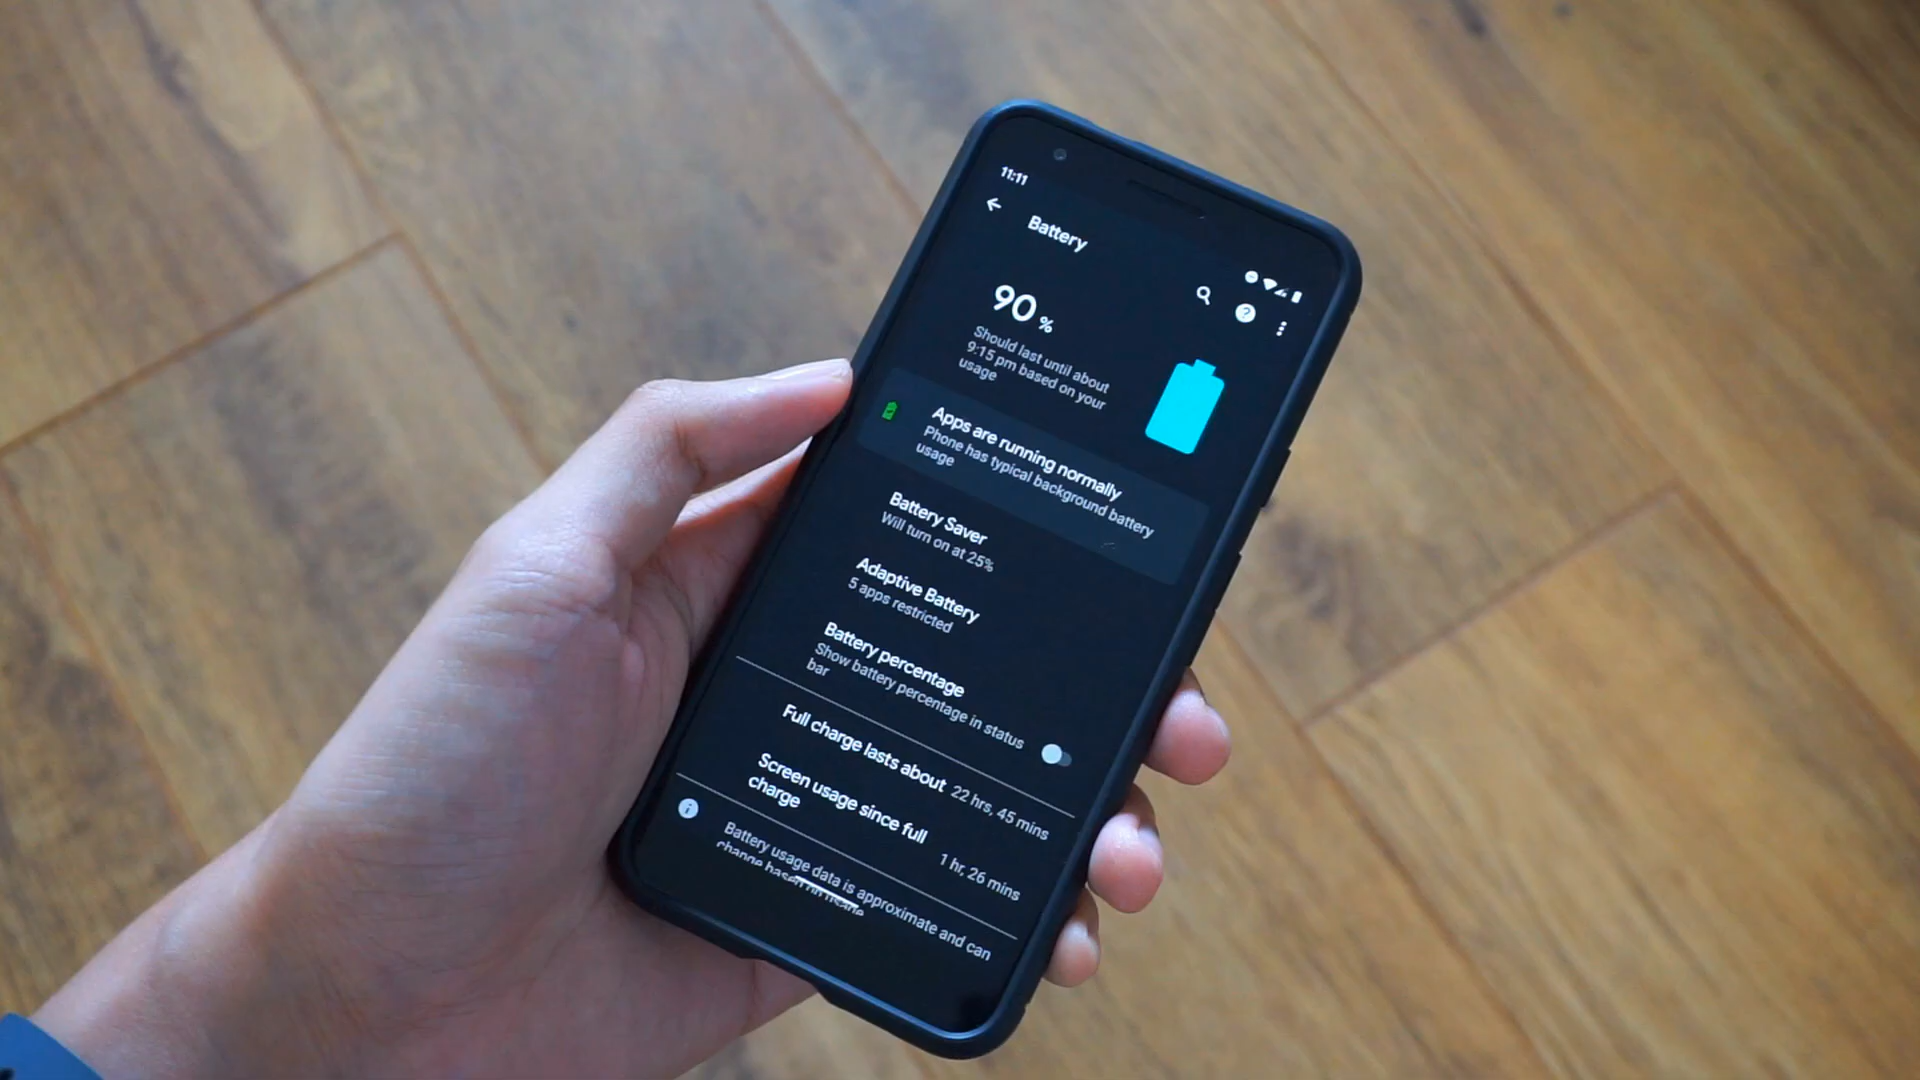 11:11
Battery
90 %
Should last until about
9:15 pm based on your
usage
Apps are running normally
Phone has typical background battery
usage
Battery Saver
Will turn on at 25%
Adaptive Battery
5 apps restricted
Battery percentage
Show battery percentage in status
bar
Full charge lasts about 22 hrs, 45 mins
Screen usage since full
charge
1 hr, 26 mins
Battery usage data is approximate and can
change based on